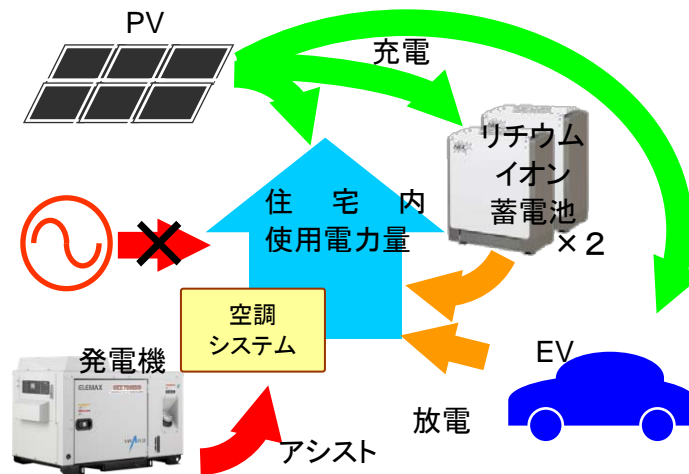 PV
充電
リチウム
イオン
蓄電池
×２
住宅内
使用電力量
空調
システム
発電機
ELEMAX
アシスト
放電
EV